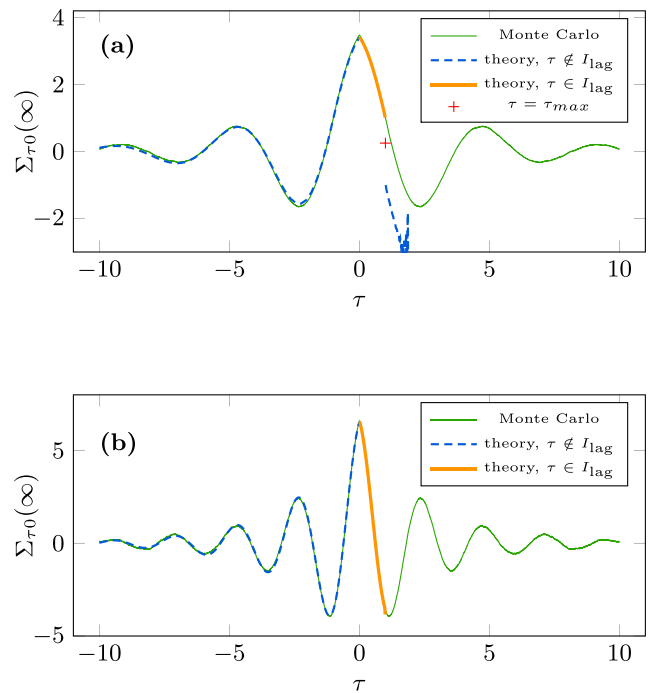 (a)
Monte Carlo
theory, τ ∉ I_lag
theory, τ ∈ I_lag
τ = τ_max
4
2
0
−2
Σ_τ0(∞)
−10 −5 0 5 10
τ
(b)
Monte Carlo
theory, τ ∉ I_lag
theory, τ ∈ I_lag
5
0
−5
Σ_τ0(∞)
−10 −5 0 5 10
τ